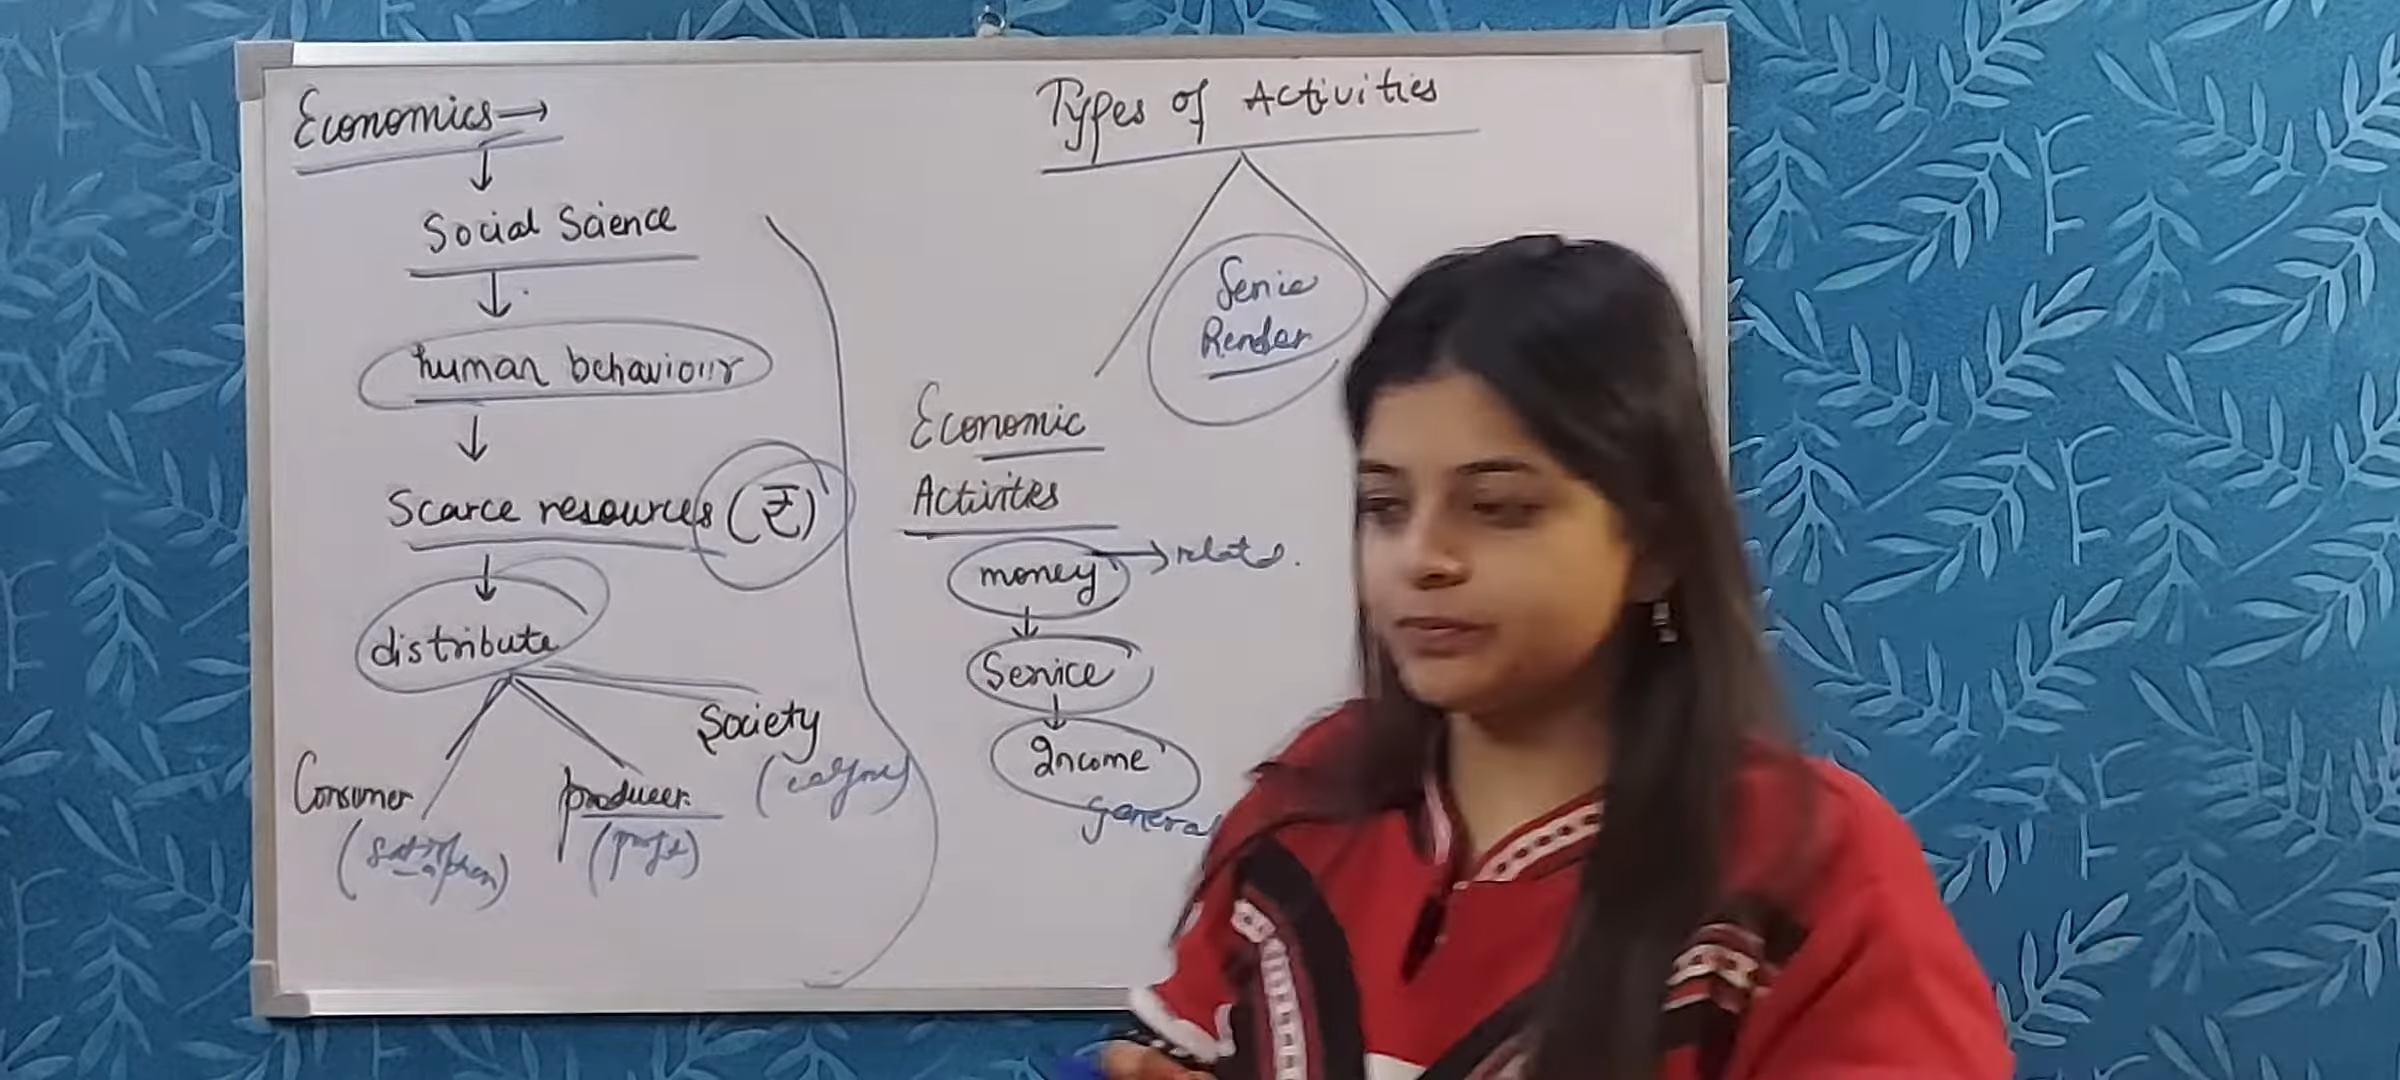 Economics →
Social Science
human behaviour
Scarce resources (₹)
distribute
Society
Consumer
producer
(profit)
Types of Activities
Service
Render
Economic
Activities
money → relate.
Service
Income